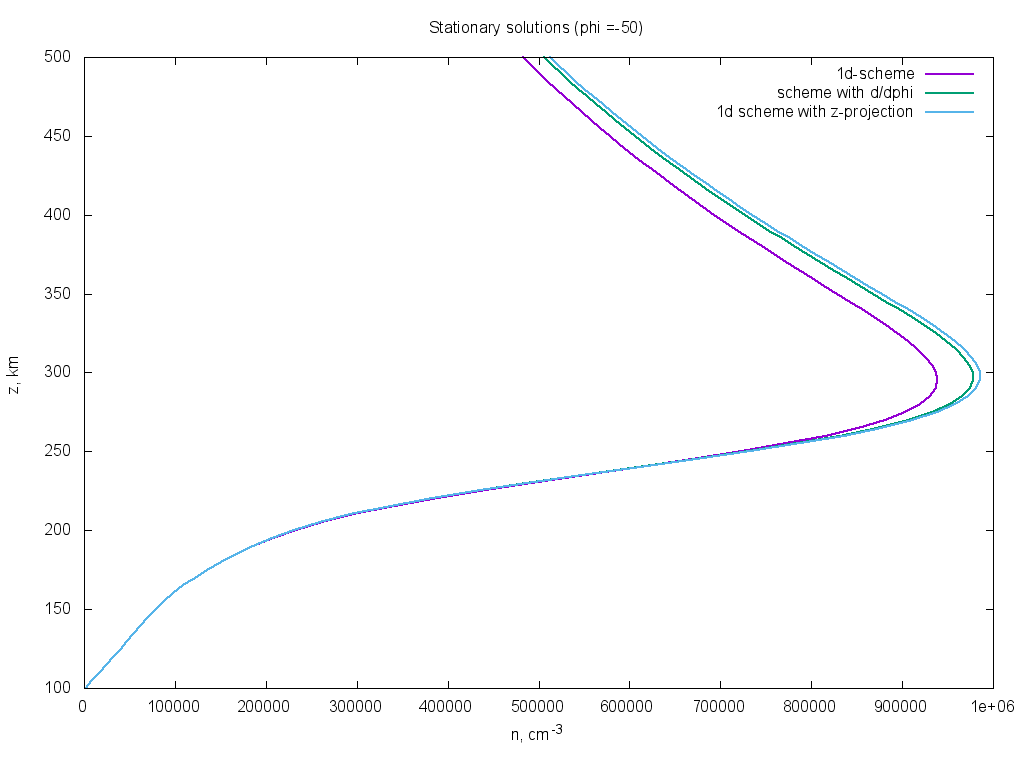 Stationary solutions (phi =-50)
500
450
400
350
300
250
200
150
100
z, km
1d-scheme
scheme with d/dphi
1d scheme with z-projection
0 100000 200000 300000 400000 500000 600000 700000 800000 900000 1e+06
n, cm-3